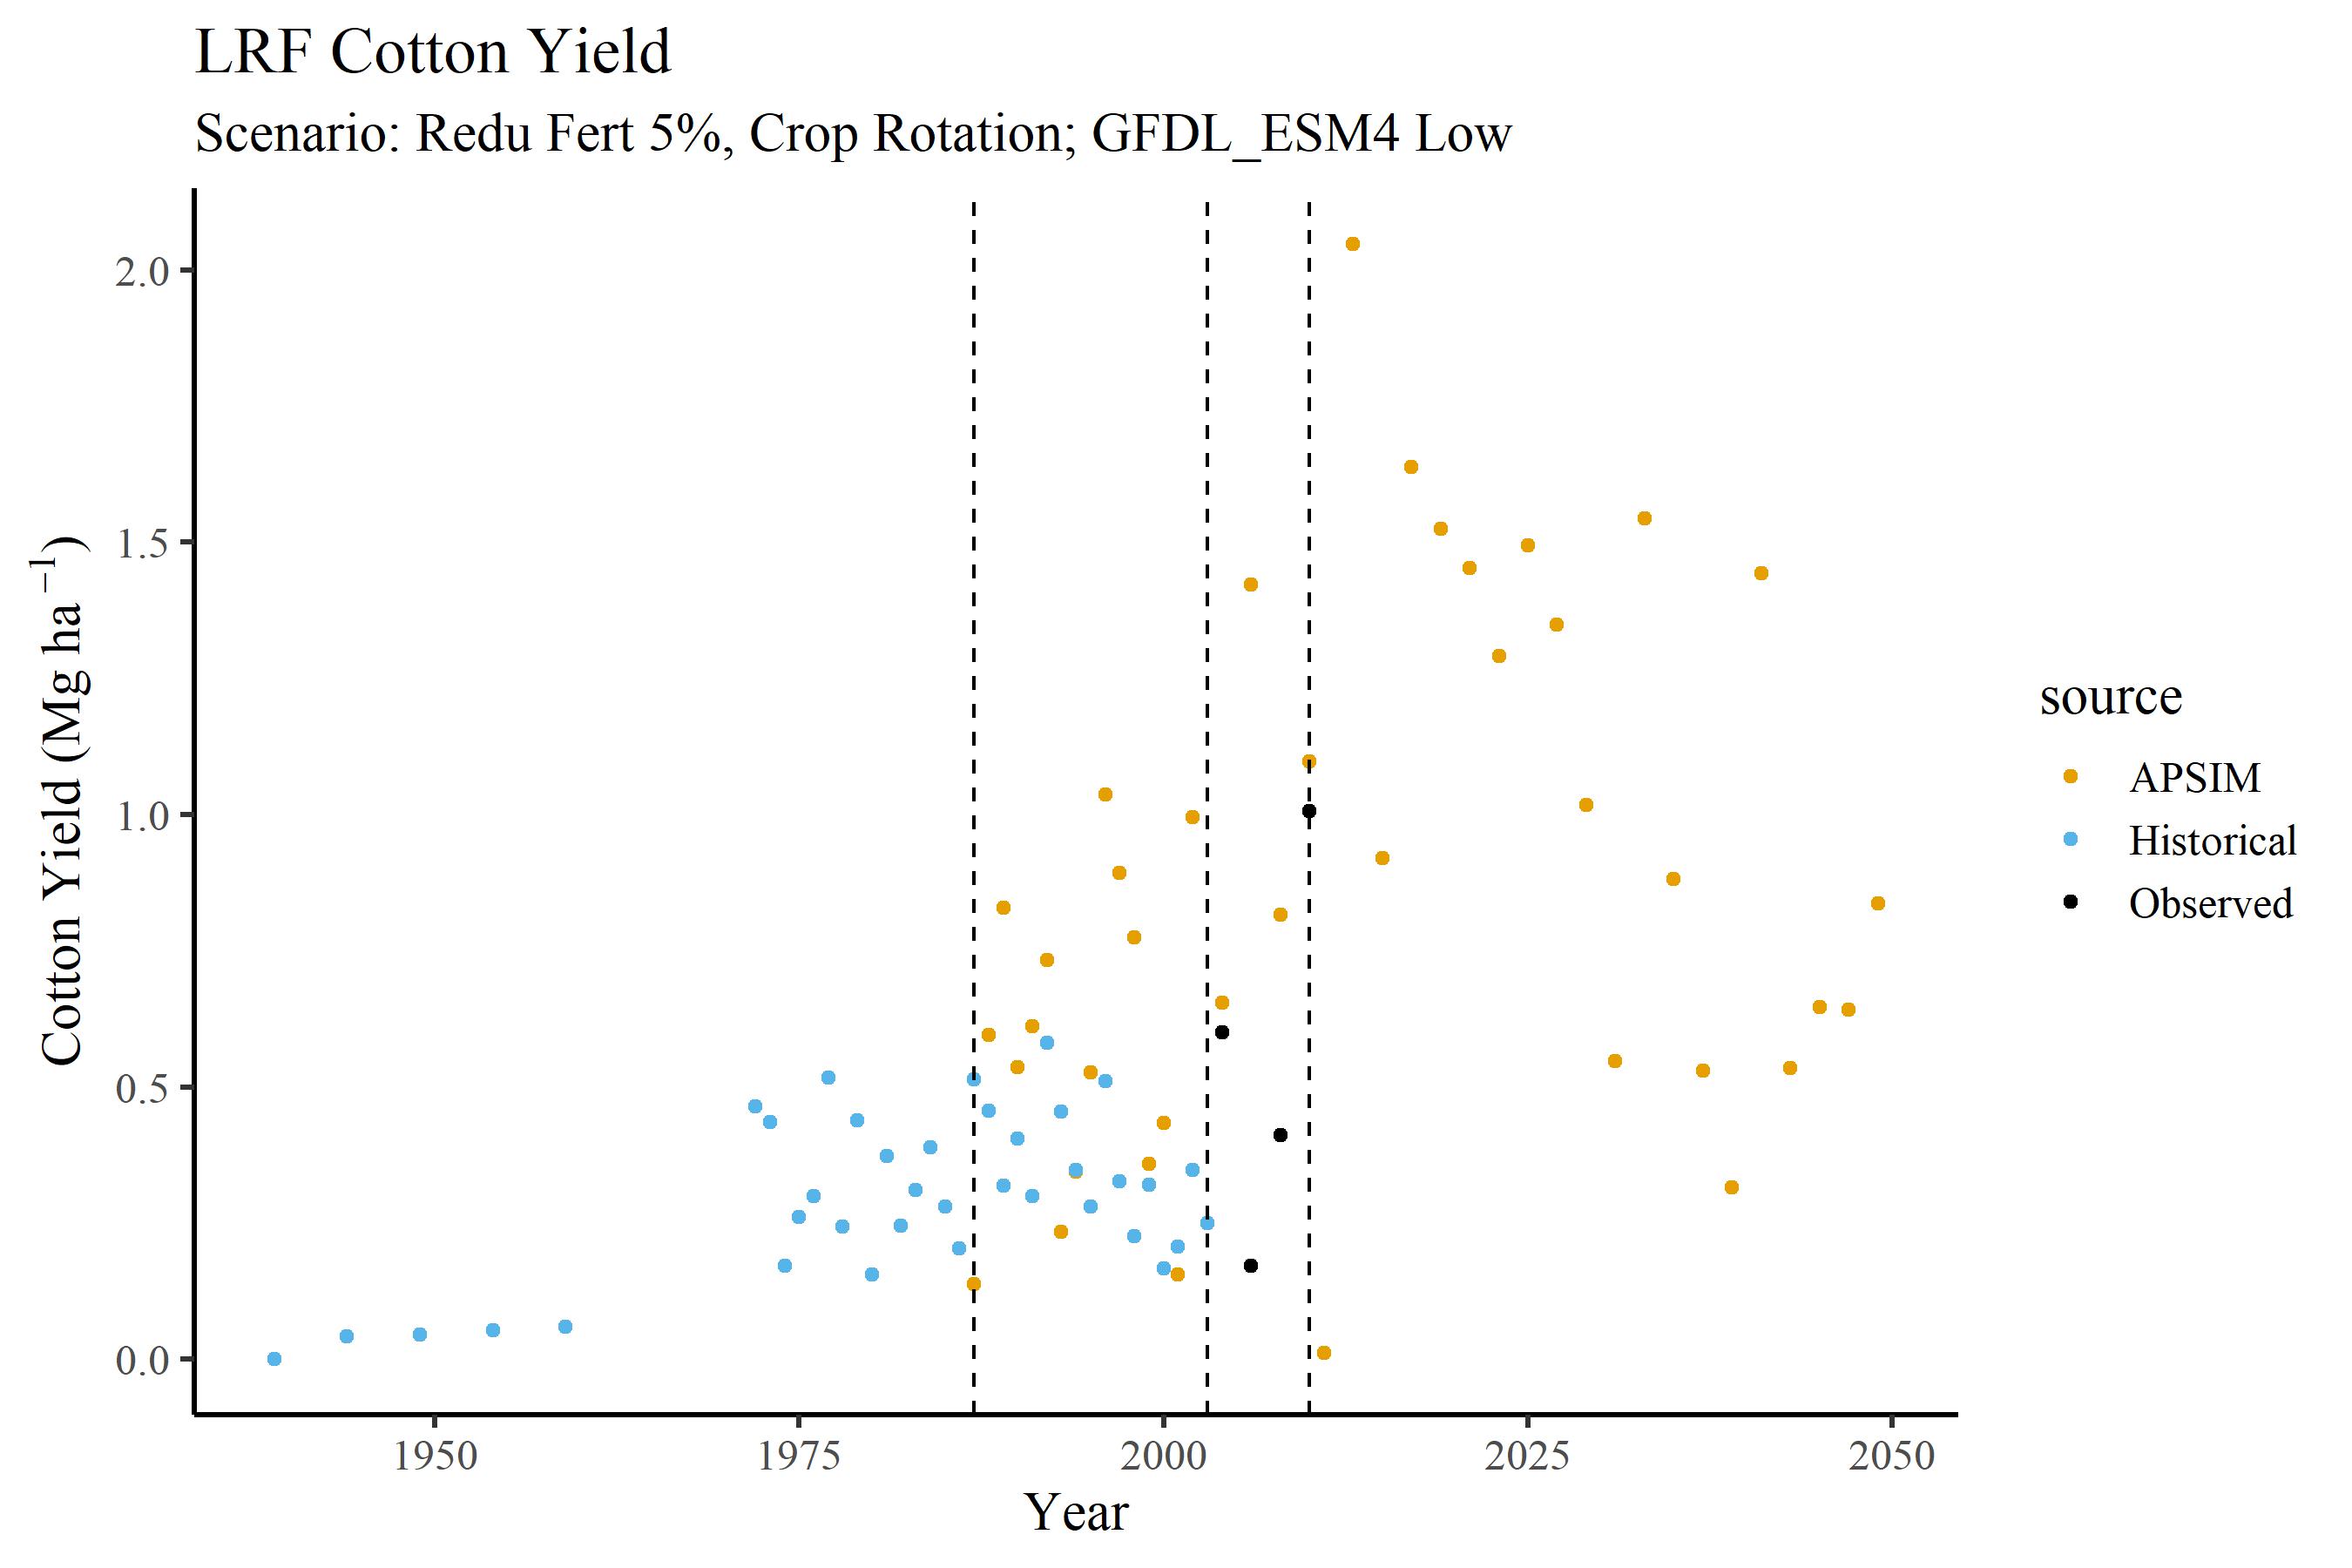 LRF Cotton Yield
Scenario: Redu Fert 5%, Crop Rotation; GFDL_ESM4 Low
Cotton Yield (Mg ha⁻¹)
2.0
1.5
1.0
0.5
0.0
1950
1975
2000
2025
2050
Year
source
APSIM
Historical
Observed